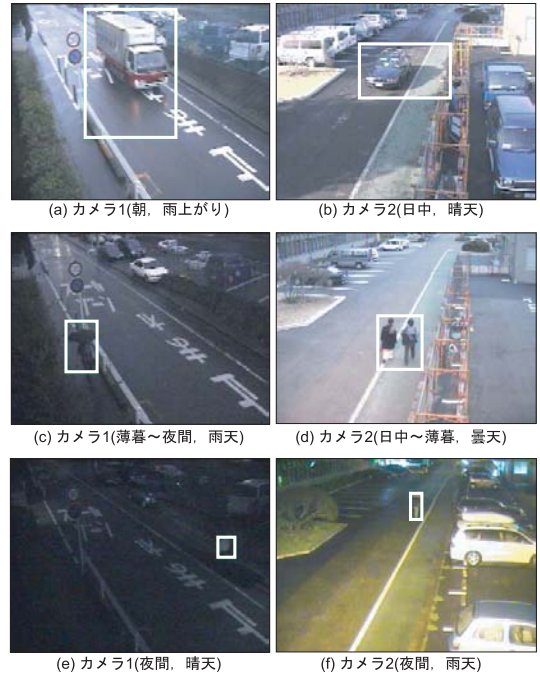 (a) カメラ1(朝，雨上がり)
(b) カメラ2(日中，晴天)
(c) カメラ1(薄暮～夜間，雨天)
(d) カメラ2(日中～薄暮，曇天)
(e) カメラ1(夜間，晴天)
(f) カメラ2(夜間，雨天)